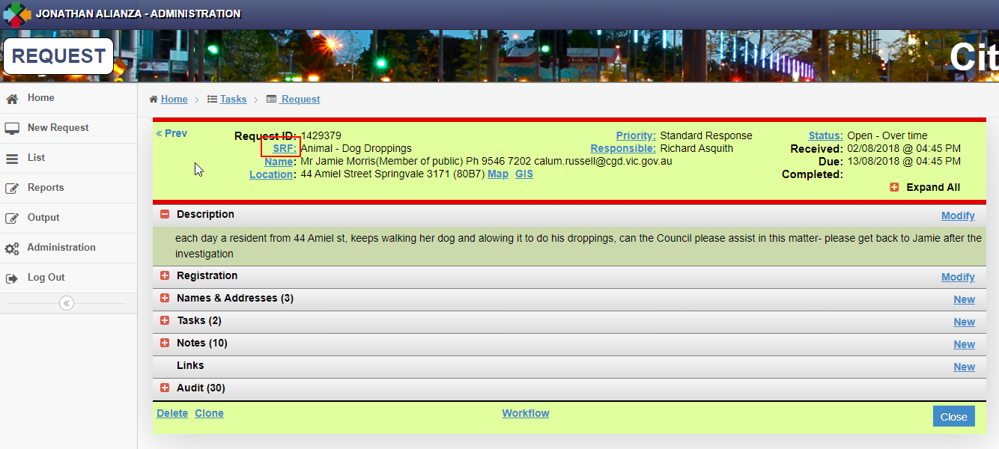 JONATHAN ALIANZA - ADMINISTRATION
REQUEST
Cit
Home
New Request
List
Reports
Output
Administration
Log Out
Home > Tasks > Request
« Prev
Request ID: 1429379
SRF: Animal - Dog Droppings
Name: Mr Jamie Morris(Member of public) Ph 9546 7202 calum.russell@cgd.vic.gov.au
Location: 44 Amiel Street Springvale 3171 (80B7) Map GIS
Priority: Standard Response
Responsible: Richard Asquith
Status: Open - Over time
Received: 02/08/2018 @ 04:45 PM
Due: 13/08/2018 @ 04:45 PM
Completed:
Expand All
Description Modify
each day a resident from 44 Amiel st, keeps walking her dog and alowing it to do his droppings, can the Council please assist in this matter- please get back to Jamie after the
investigation
Registration Modify
Names & Addresses (3) New
Tasks (2) New
Notes (10) New
Links New
Audit (30)
Delete Clone Workflow Close